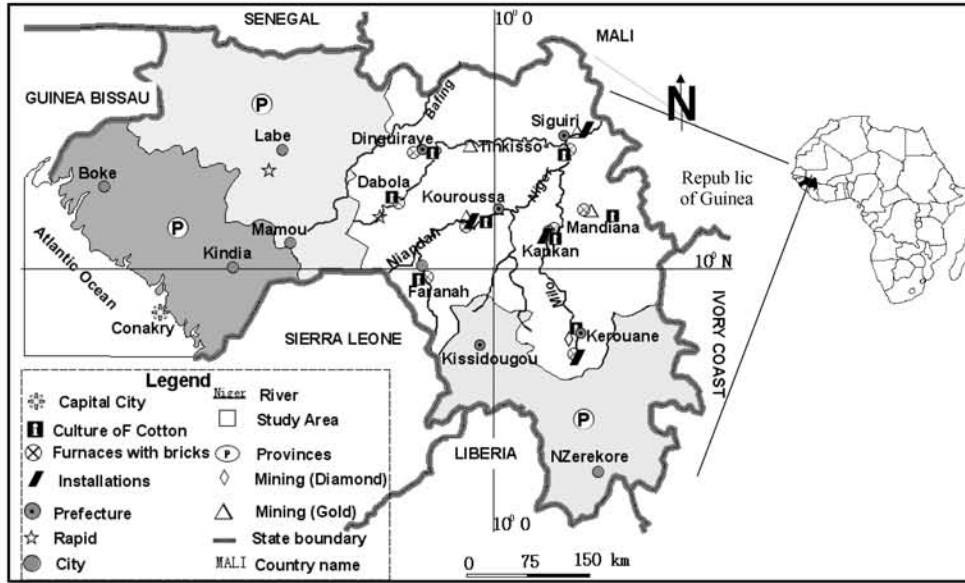 SENEGAL
10° 0
MALI
GUINEA BISSAU
N
P
Bafing
Siguiri
Labe
Dinguiraye
Tinkisso
Boke
Dabola
Kouroussa
Niger
Repub lic
of Guinea
P
Mamou
Mandiana
Kindia
Niandan
Kankan
10° N
Atlantic Ocean
Faranah
Milo
IVORY COAST
Conakry
SIERRA LEONE
Kerouane
Kissidougou
P
LIBERIA
NZerekore
10° 0
Legend
Capital City
Niger River
Culture oF Cotton
Study Area
Furnaces with bricks
P Provinces
Installations
Mining (Diamond)
Prefecture
Mining (Gold)
Rapid
State boundary
City
MALI Country name
0 75 150 km